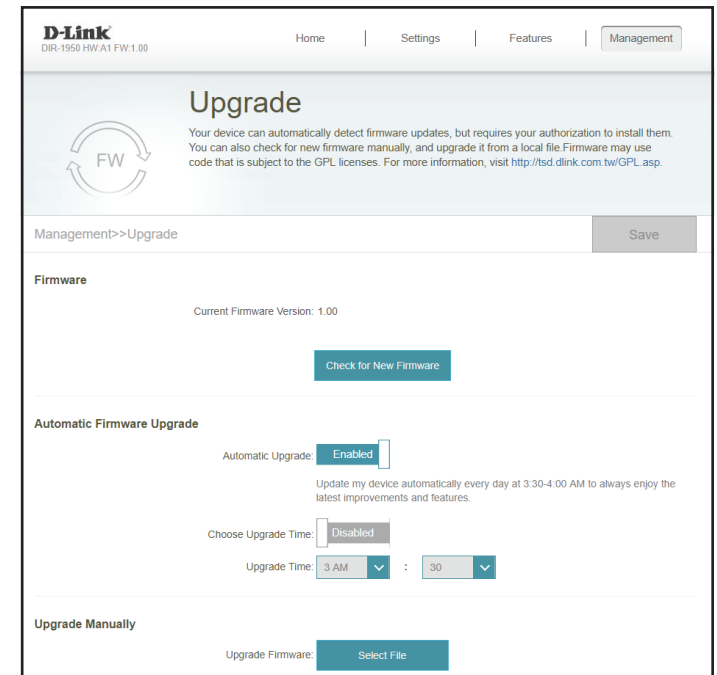 D-Link
DIR-1950 HW:A1 FW:1.00
Home
Settings
Features
Management
Upgrade
FW
Your device can automatically detect firmware updates, but requires your authorization to install them.
You can also check for new firmware manually, and upgrade it from a local file.Firmware may use
code that is subject to the GPL licenses. For more information, visit http://tsd.dlink.com.tw/GPL.asp.
Management>>Upgrade
Save
Firmware
Current Firmware Version: 1.00
Check for New Firmware
Automatic Firmware Upgrade
Automatic Upgrade: Enabled
Update my device automatically every day at 3:30-4:00 AM to always enjoy the
latest improvements and features.
Choose Upgrade Time: Disabled
Upgrade Time: 3 AM : 30
Upgrade Manually
Upgrade Firmware: Select File